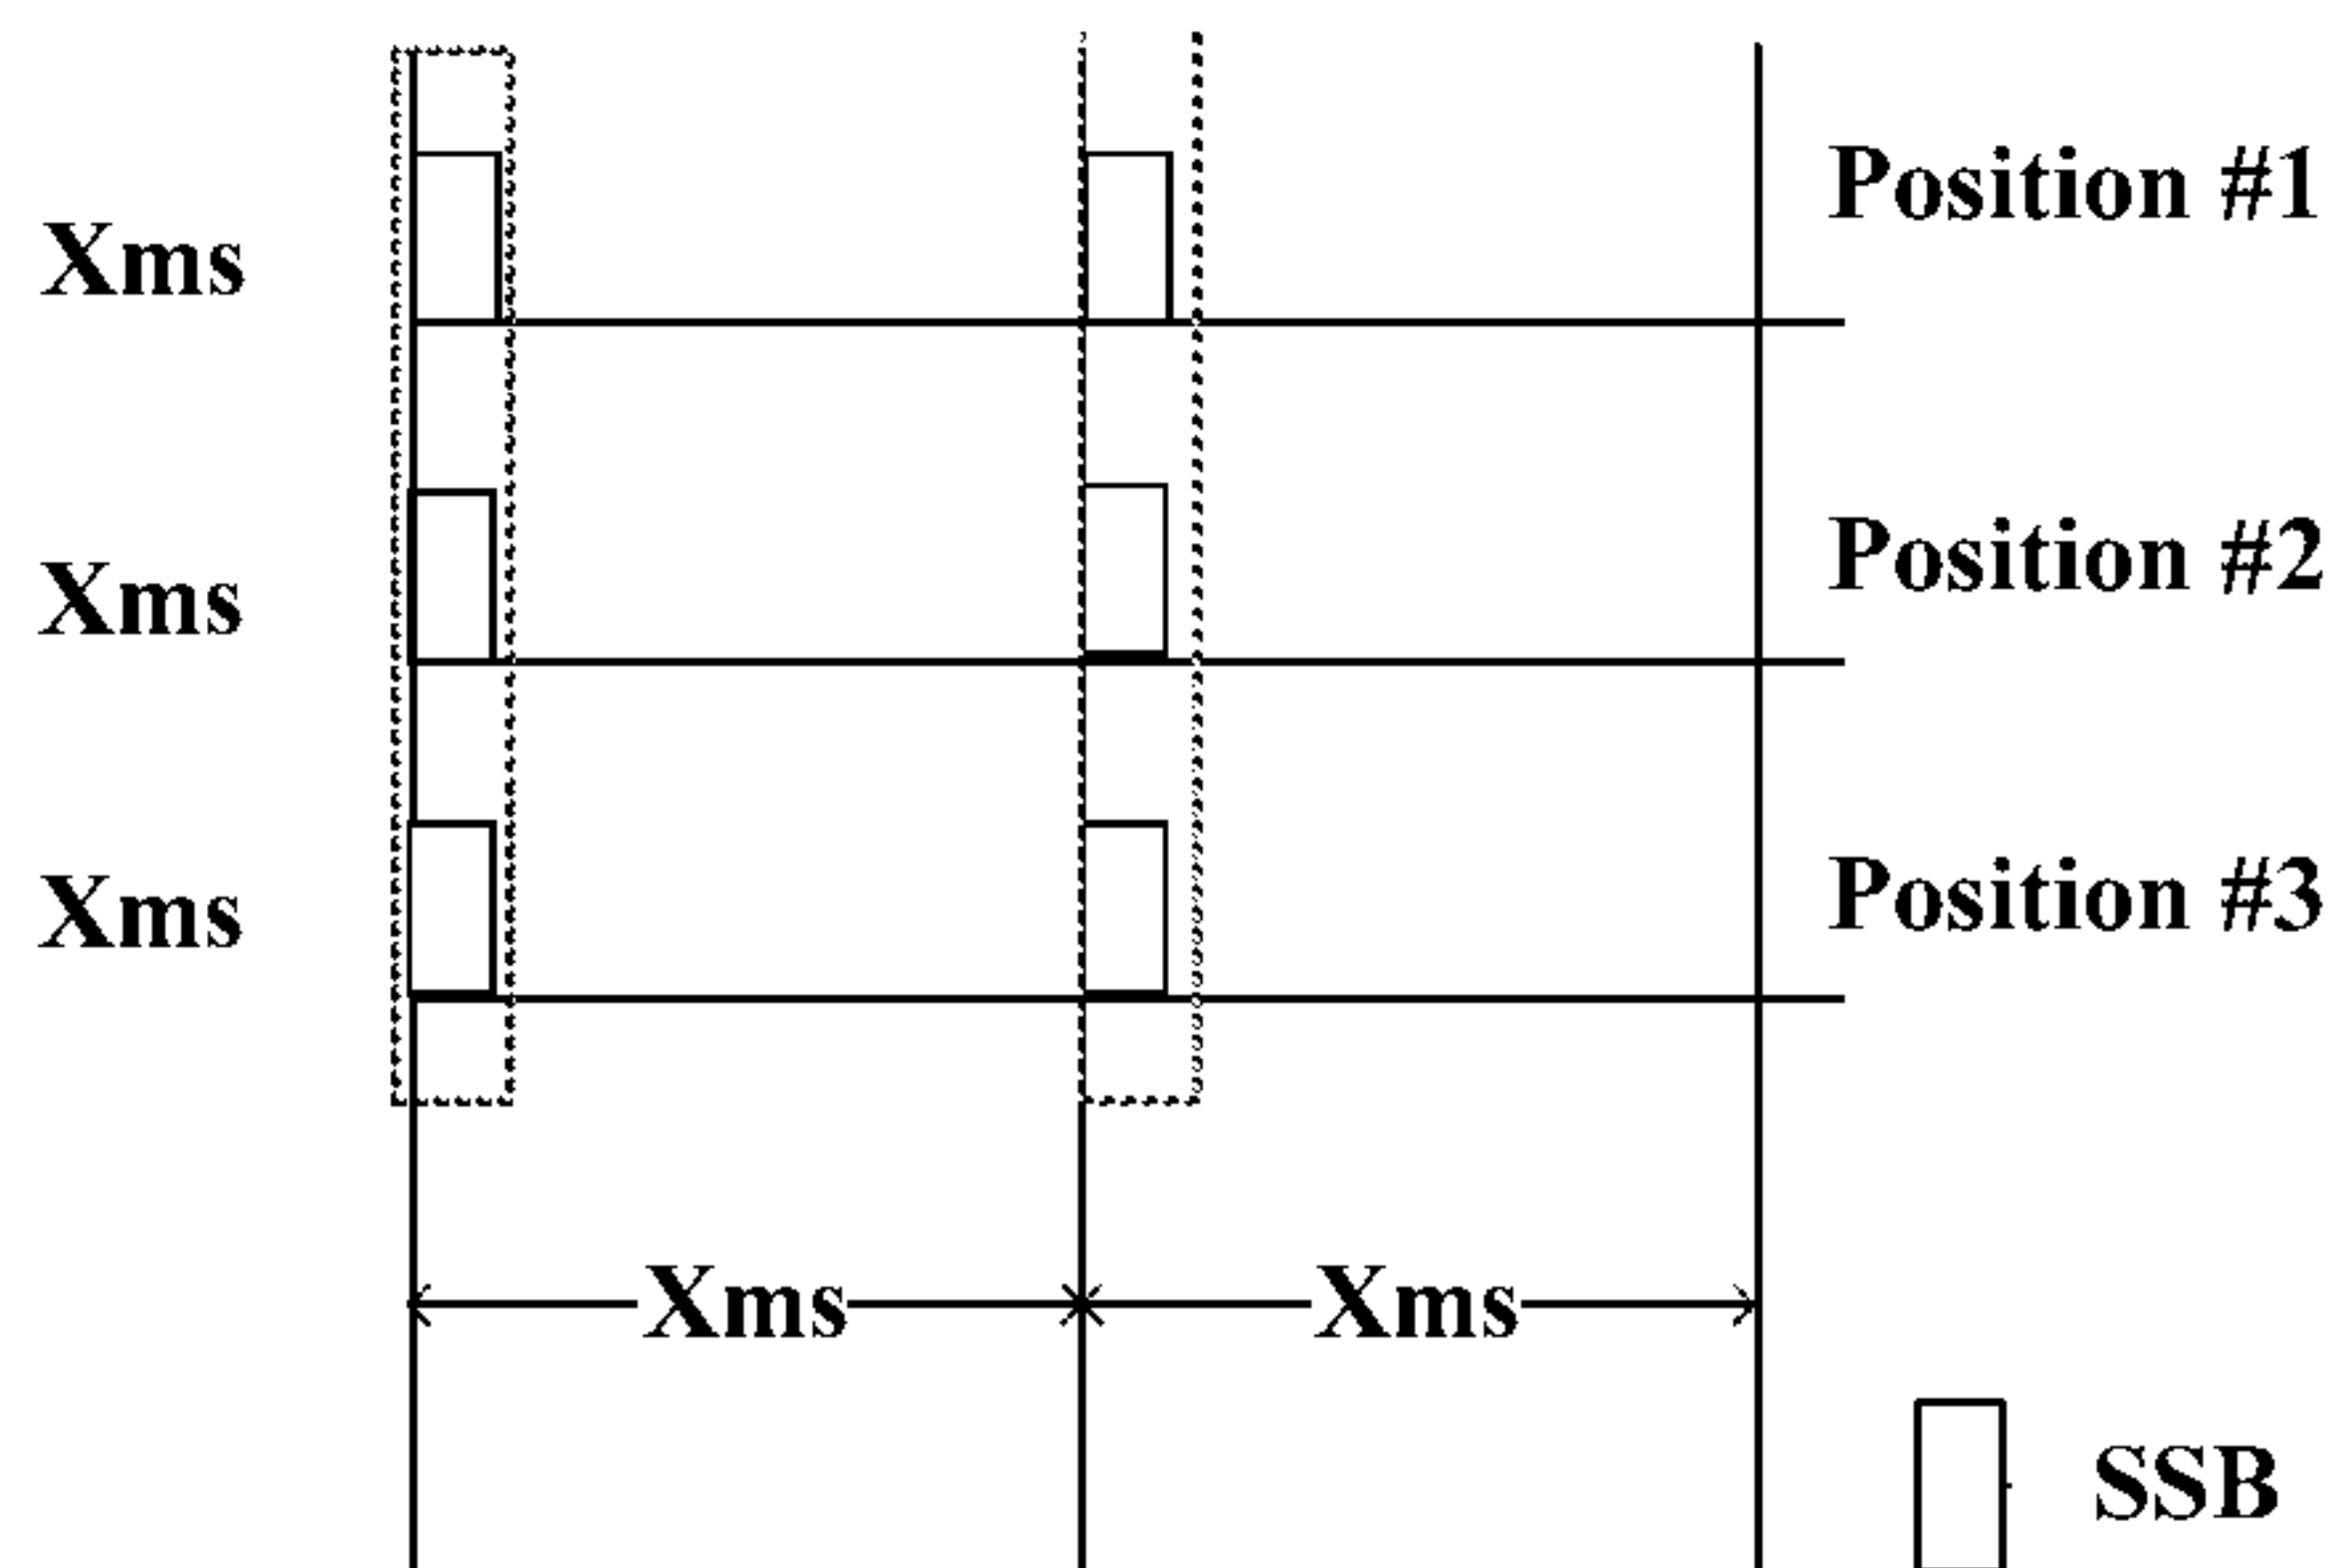 Position #1
Xms
Position #2
Xms
Position #3
Xms
Xms Xms
SSB